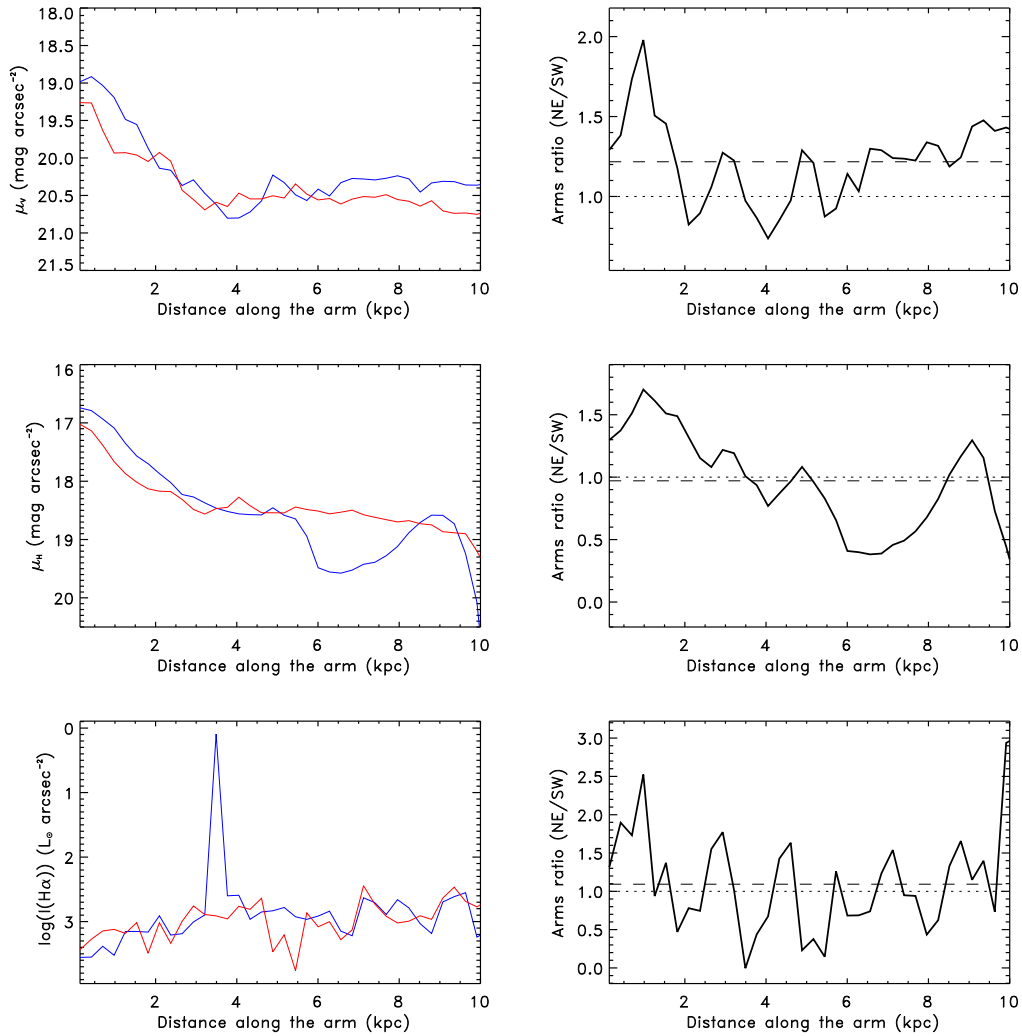 18.0
18.5
19.0
19.5
20.0
20.5
21.0
21.5
μV (mag arcsec−2)
2 4 6 8 10
Distance along the arm (kpc)
2.0
1.5
1.0
Arms ratio (NE/SW)
2 4 6 8 10
Distance along the arm (kpc)
16
17
18
19
20
μH (mag arcsec−2)
2 4 6 8 10
Distance along the arm (kpc)
1.5
1.0
0.5
0.0
Arms ratio (NE/SW)
2 4 6 8 10
Distance along the arm (kpc)
0
1
2
3
log(I(Hα)) (L⊙ arcsec−2)
2 4 6 8 10
Distance along the arm (kpc)
3.0
2.5
2.0
1.5
1.0
0.5
0.0
Arms ratio (NE/SW)
2 4 6 8 10
Distance along the arm (kpc)